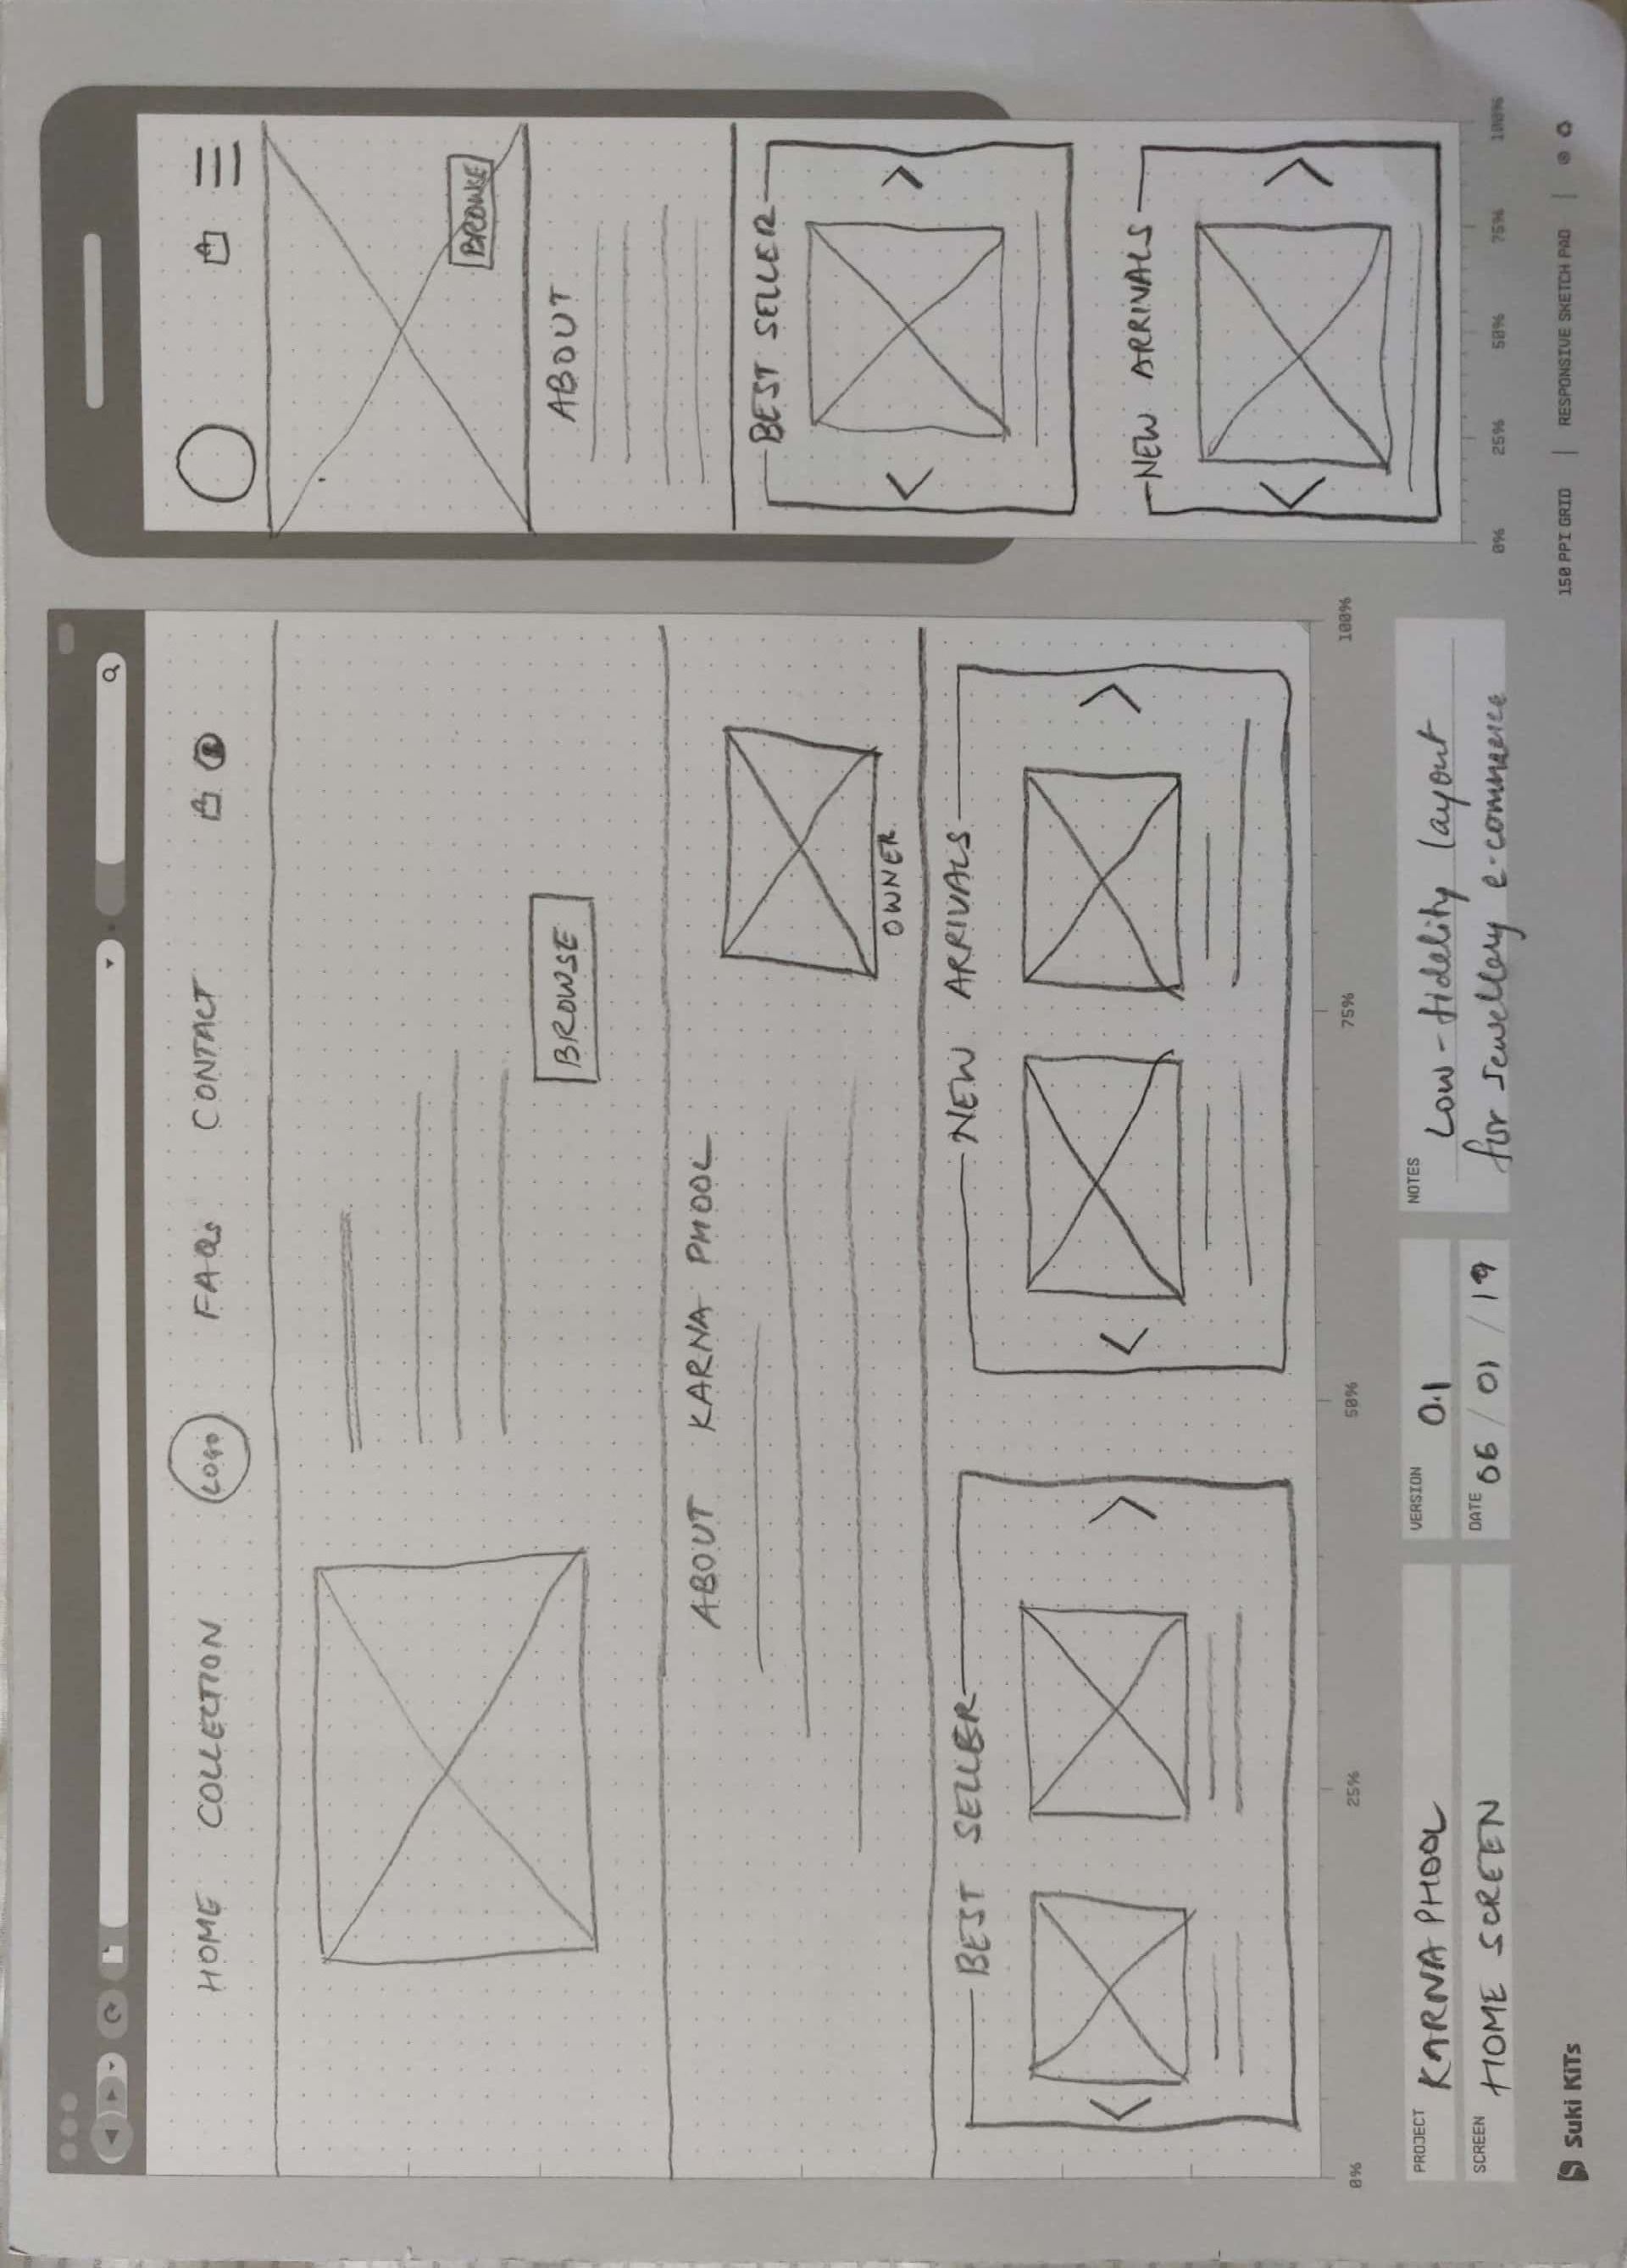 HOME COLLECTION LOGO FAQs CONTACT
BROWSE
ABOUT KARNA PHOOL
OWNER
BEST SELLER
NEW ARRIVALS
0% 25% 50% 75% 100%
BROWSE
ABOUT
BEST SELLER
NEW ARRIVALS
0% 25% 50% 75% 100%
PROJECT KARNA PHOOL
SCREEN HOME SCREEN
VERSION 0.1
DATE 06 / 01 / 19
NOTES Low-fidelity layout
for jewellery e-commerce
Suki KiTs
150 PPI GRID | RESPONSIVE SKETCH PAD |